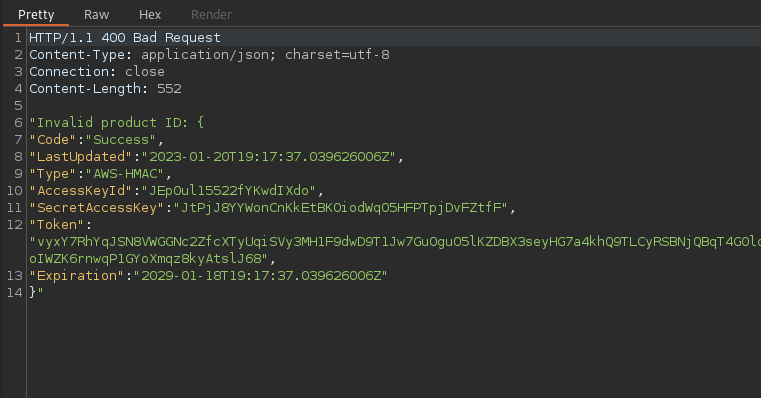 Pretty Raw Hex Render
1 HTTP/1.1 400 Bad Request
2 Content-Type: application/json; charset=utf-8
3 Connection: close
4 Content-Length: 552
5
6 "Invalid product ID: {
7 "Code":"Success",
8 "LastUpdated":"2023-01-20T19:17:37.039626006Z",
9 "Type":"AWS-HMAC",
10 "AccessKeyId":"JEpOul15522fYKwdIXdo",
11 "SecretAccessKey":"JtPjJ8YYWonCnKkEtBKOiodWqO5HFPTpjDvFZtfF",
12 "Token":
"vyxY7RhYqJSN8VWGGNc2ZfcXTyUqiSVy3MH1F9dwD9T1Jw7GuOguO5lKZDBX3seyHG7a4khQ9TLCyRSBNjQBqT4GOl
oIWZK6rnwqP1GYoXmqz8kyAtslJ68",
13 "Expiration":"2029-01-18T19:17:37.039626006Z"
14 }"